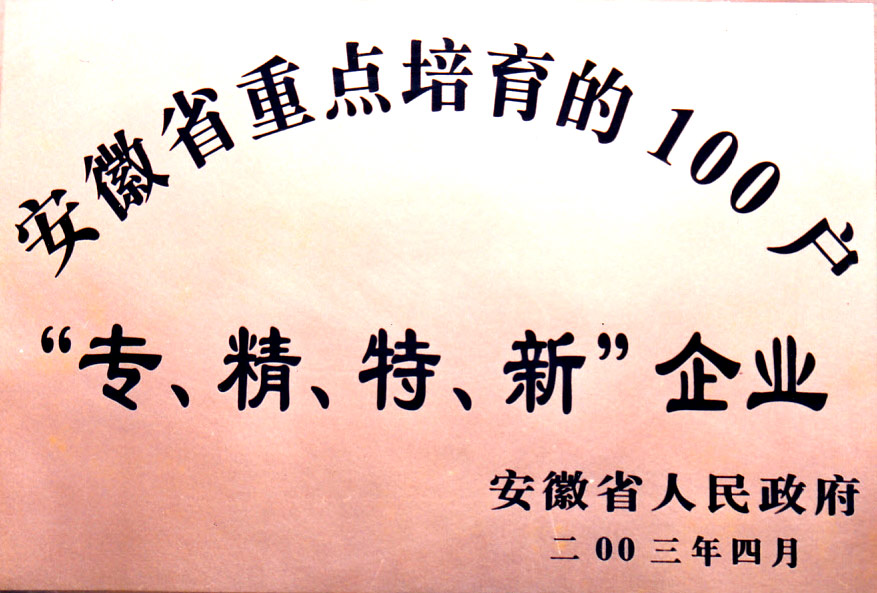 安徽省重点培育的100户
“专、精、特、新”企业
安徽省人民政府
二00三年四月